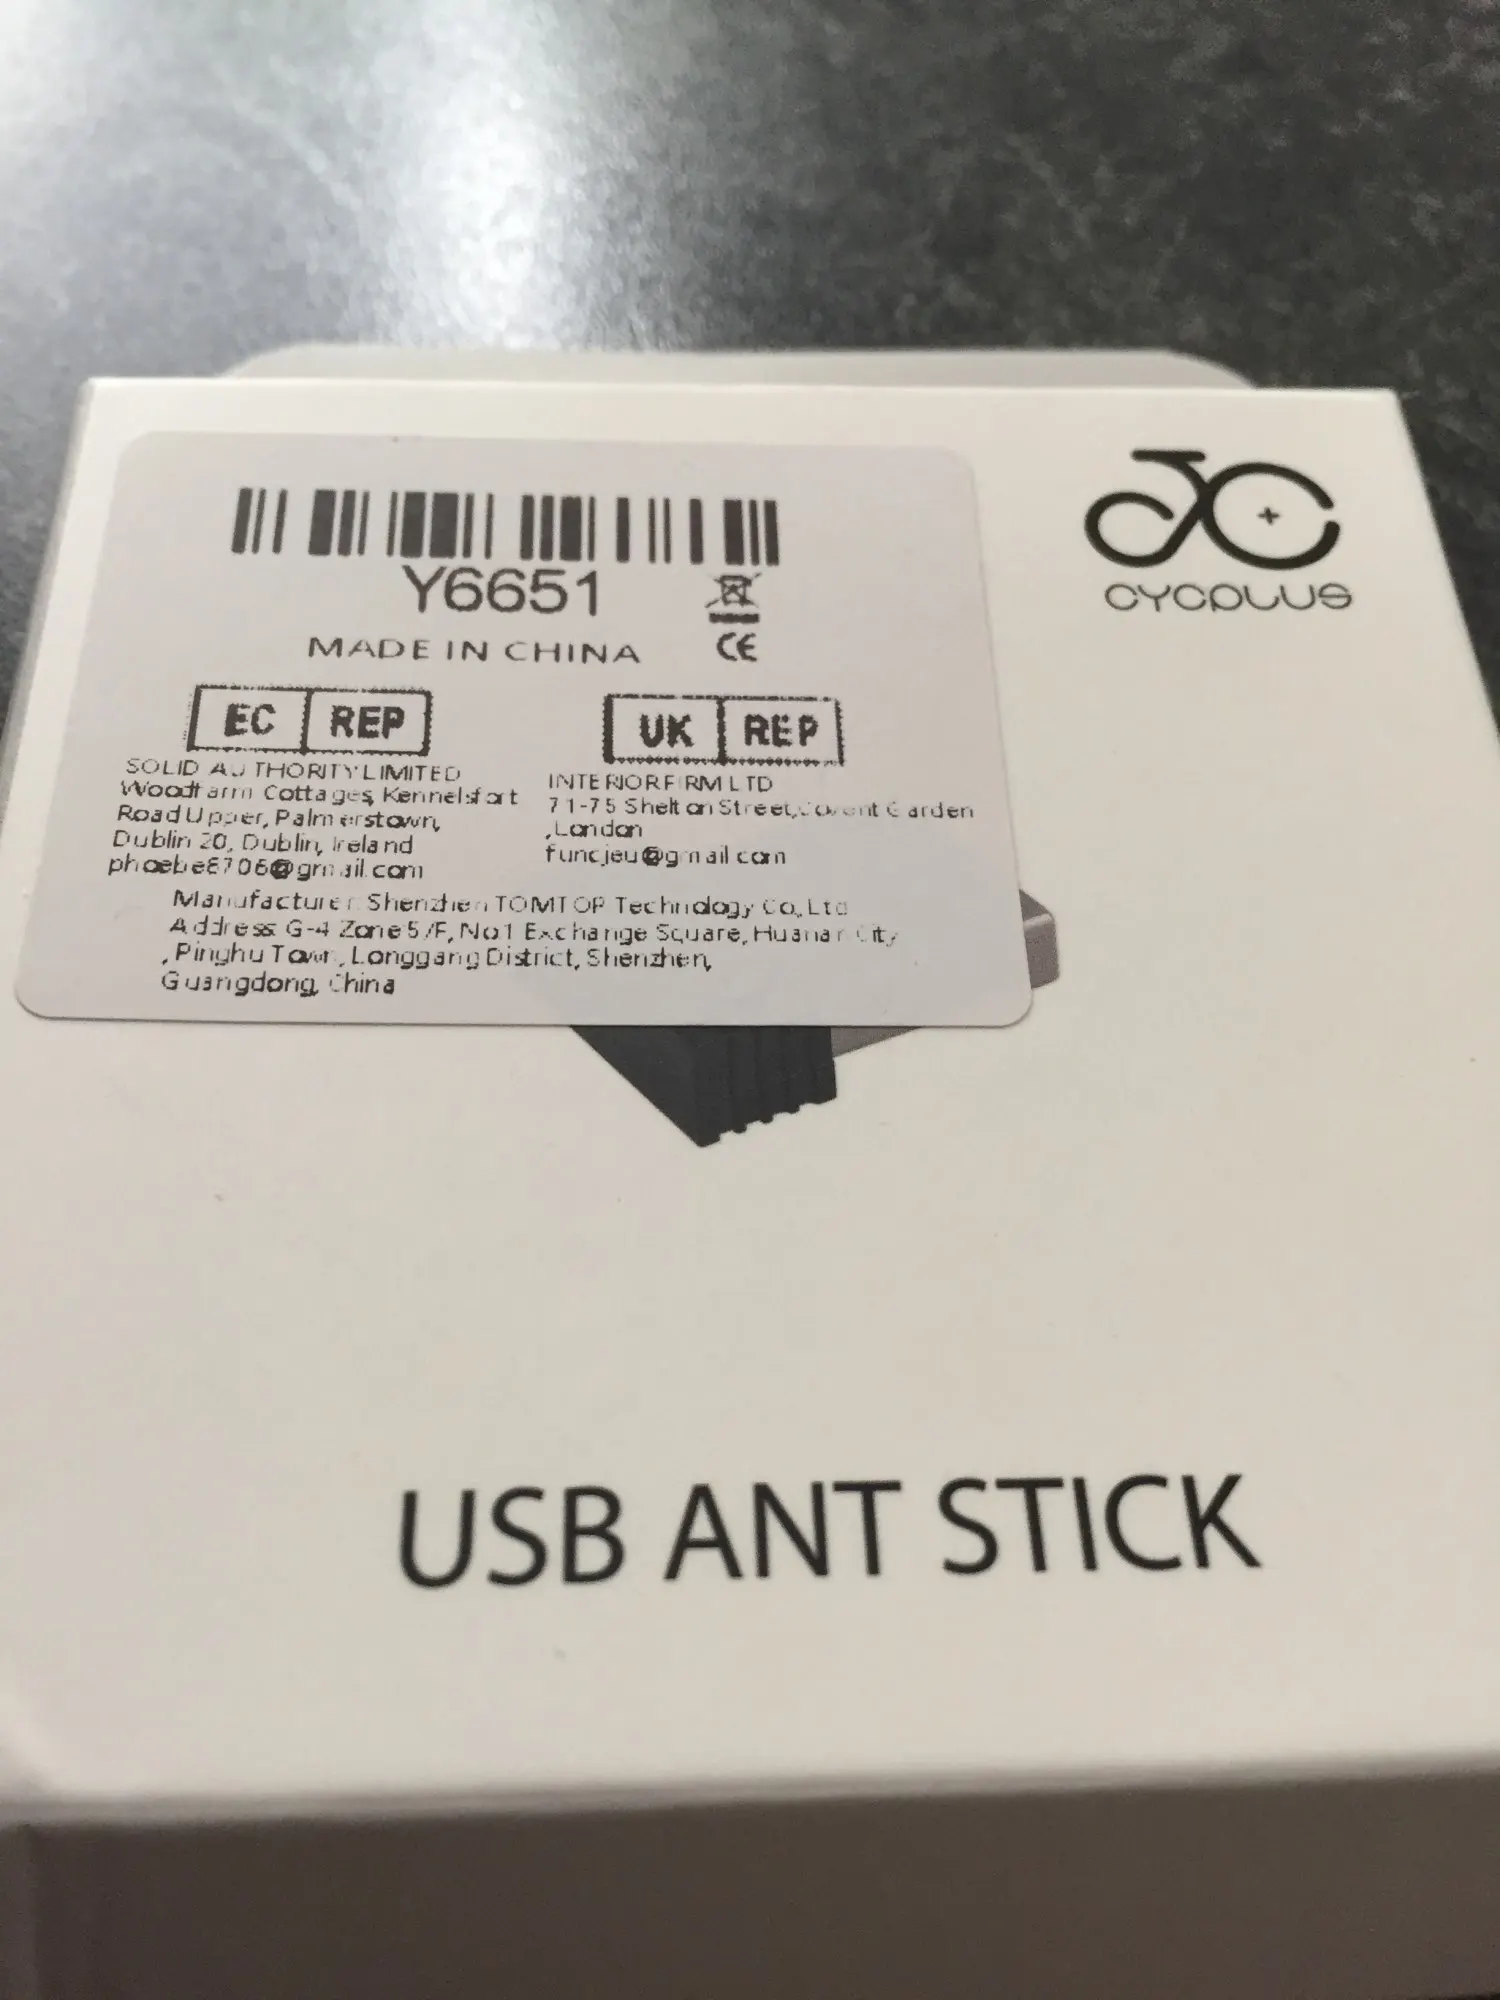 Y6651
MADE IN CHINA
CE
EC REP
SOLID AUTHORITY LIMITED
Woodfarm Cottages, Kennelsfort
Road Upper, Palmerstown,
Dublin 20, Dublin, Ireland
phoebe8706@gmail.com
UK REP
INTERIORFIRM LTD
71-75 Shelton Street, Covent Garden
,London
funcjeu@gmail.com
Manufacturer: Shenzhen TOMTOP Technology Co., Ltd
Address: G-4 Zone 5/F, No.1 Exchange Square, Huanan City
, Pinghu Town, Longgang District, Shenzhen,
Guangdong, China
CYCPLUS
USB ANT STICK